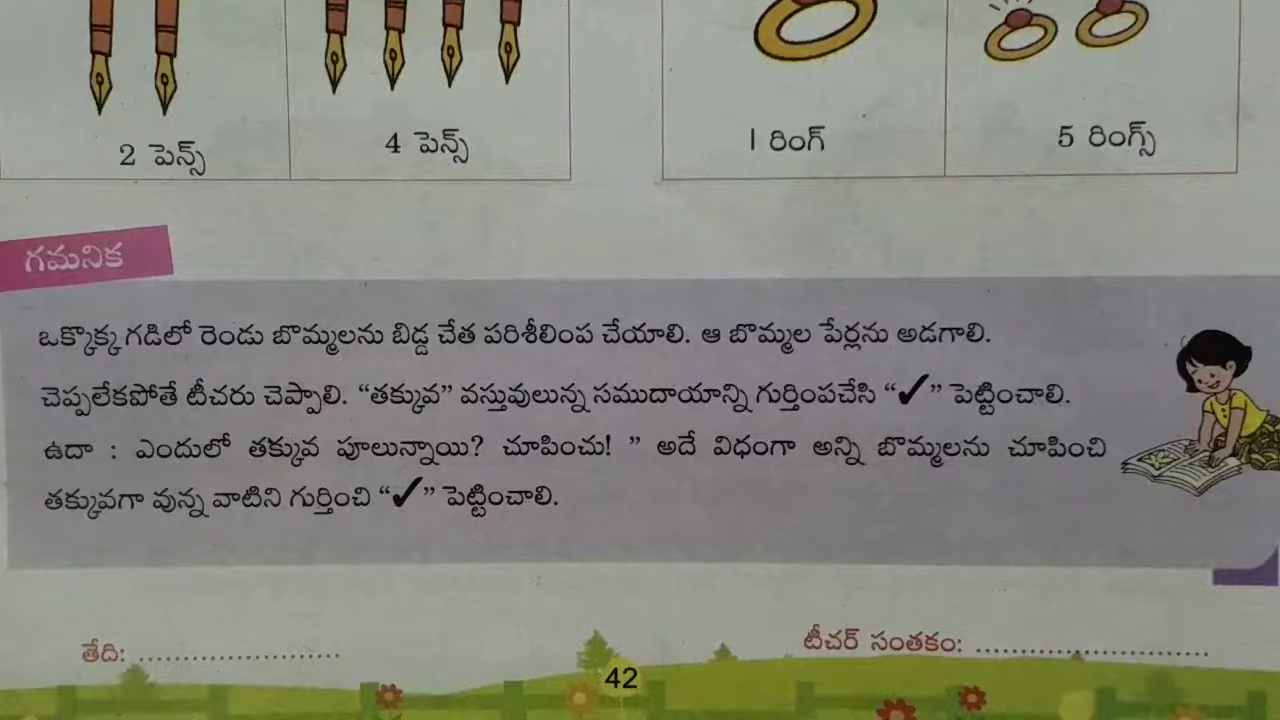 2 పెన్స్
4 పెన్స్
1 రింగ్
5 రింగ్స్
గమనిక
ఒక్కొక్క గడిలో రెండు బొమ్మలను బిడ్డ చేత పరిశీలింప చేయాలి. ఆ బొమ్మల పేర్లను అడగాలి.
చెప్పలేకపోతే టీచరు చెప్పాలి. “తక్కువ” వస్తువులున్న సముదాయాన్ని గుర్తింపచేసి “✓” పెట్టించాలి.
ఉదా : ఎందులో తక్కువ పూలున్నాయి? చూపించు! ” అదే విధంగా అన్ని బొమ్మలను చూపించి
తక్కువగా వున్న వాటిని గుర్తించి “✓” పెట్టించాలి.
తేది: ......................
టీచర్ సంతకం: .........................
42